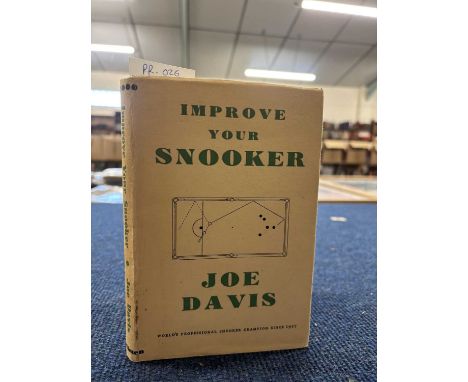 PR-026
IMPROVE
YOUR
SNOOKER
JOE
DAVIS
WORLD'S PROFESSIONAL SNOOKER CHAMPION SINCE 1927
Improve Your Snooker Joe Davis